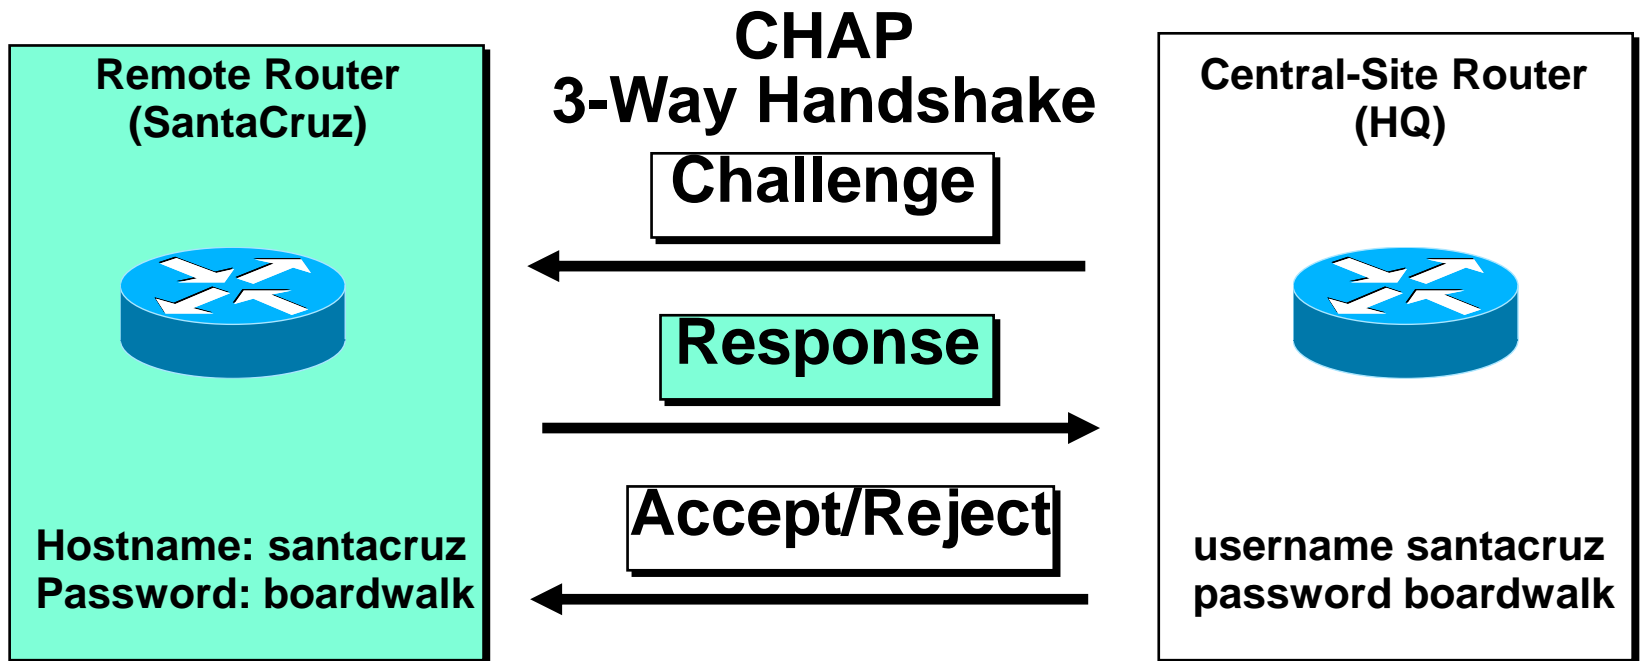 CHAP
3-Way Handshake
Remote Router
(SantaCruz)
Hostname: santacruz
Password: boardwalk
Challenge
Response
Accept/Reject
Central-Site Router
(HQ)
username santacruz
password boardwalk